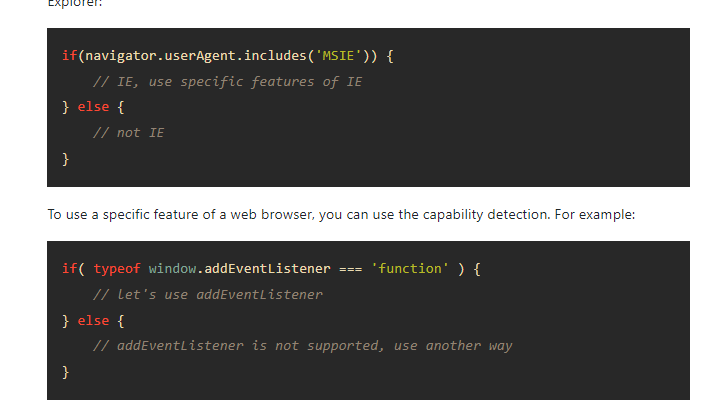 Explorer:
if(navigator.userAgent.includes('MSIE')) {
    // IE, use specific features of IE
} else {
    // not IE
}
To use a specific feature of a web browser, you can use the capability detection. For example:
if( typeof window.addEventListener === 'function' ) {
    // let's use addEventListener
} else {
    // addEventListener is not supported, use another way
}